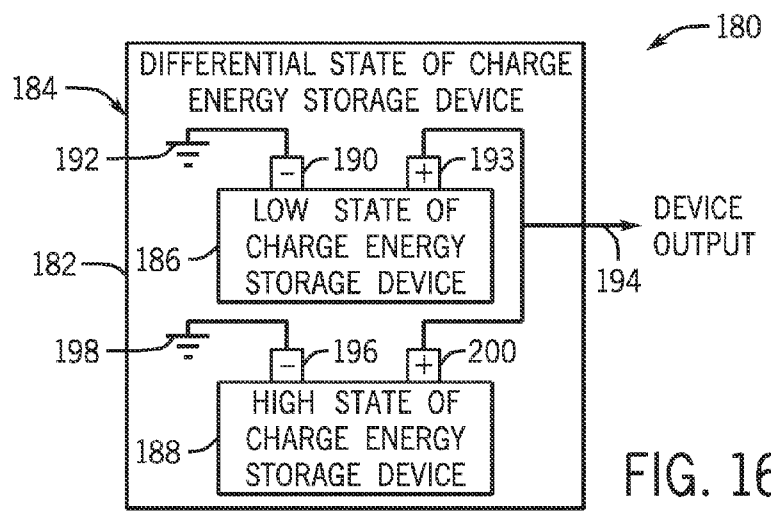 180
DIFFERENTIAL STATE OF CHARGE
ENERGY STORAGE DEVICE
184
192
190
193
- +
LOW STATE OF
CHARGE ENERGY
STORAGE DEVICE
186
DEVICE
OUTPUT
194
182
198
196
200
- +
HIGH STATE OF
CHARGE ENERGY
STORAGE DEVICE
188
FIG. 16